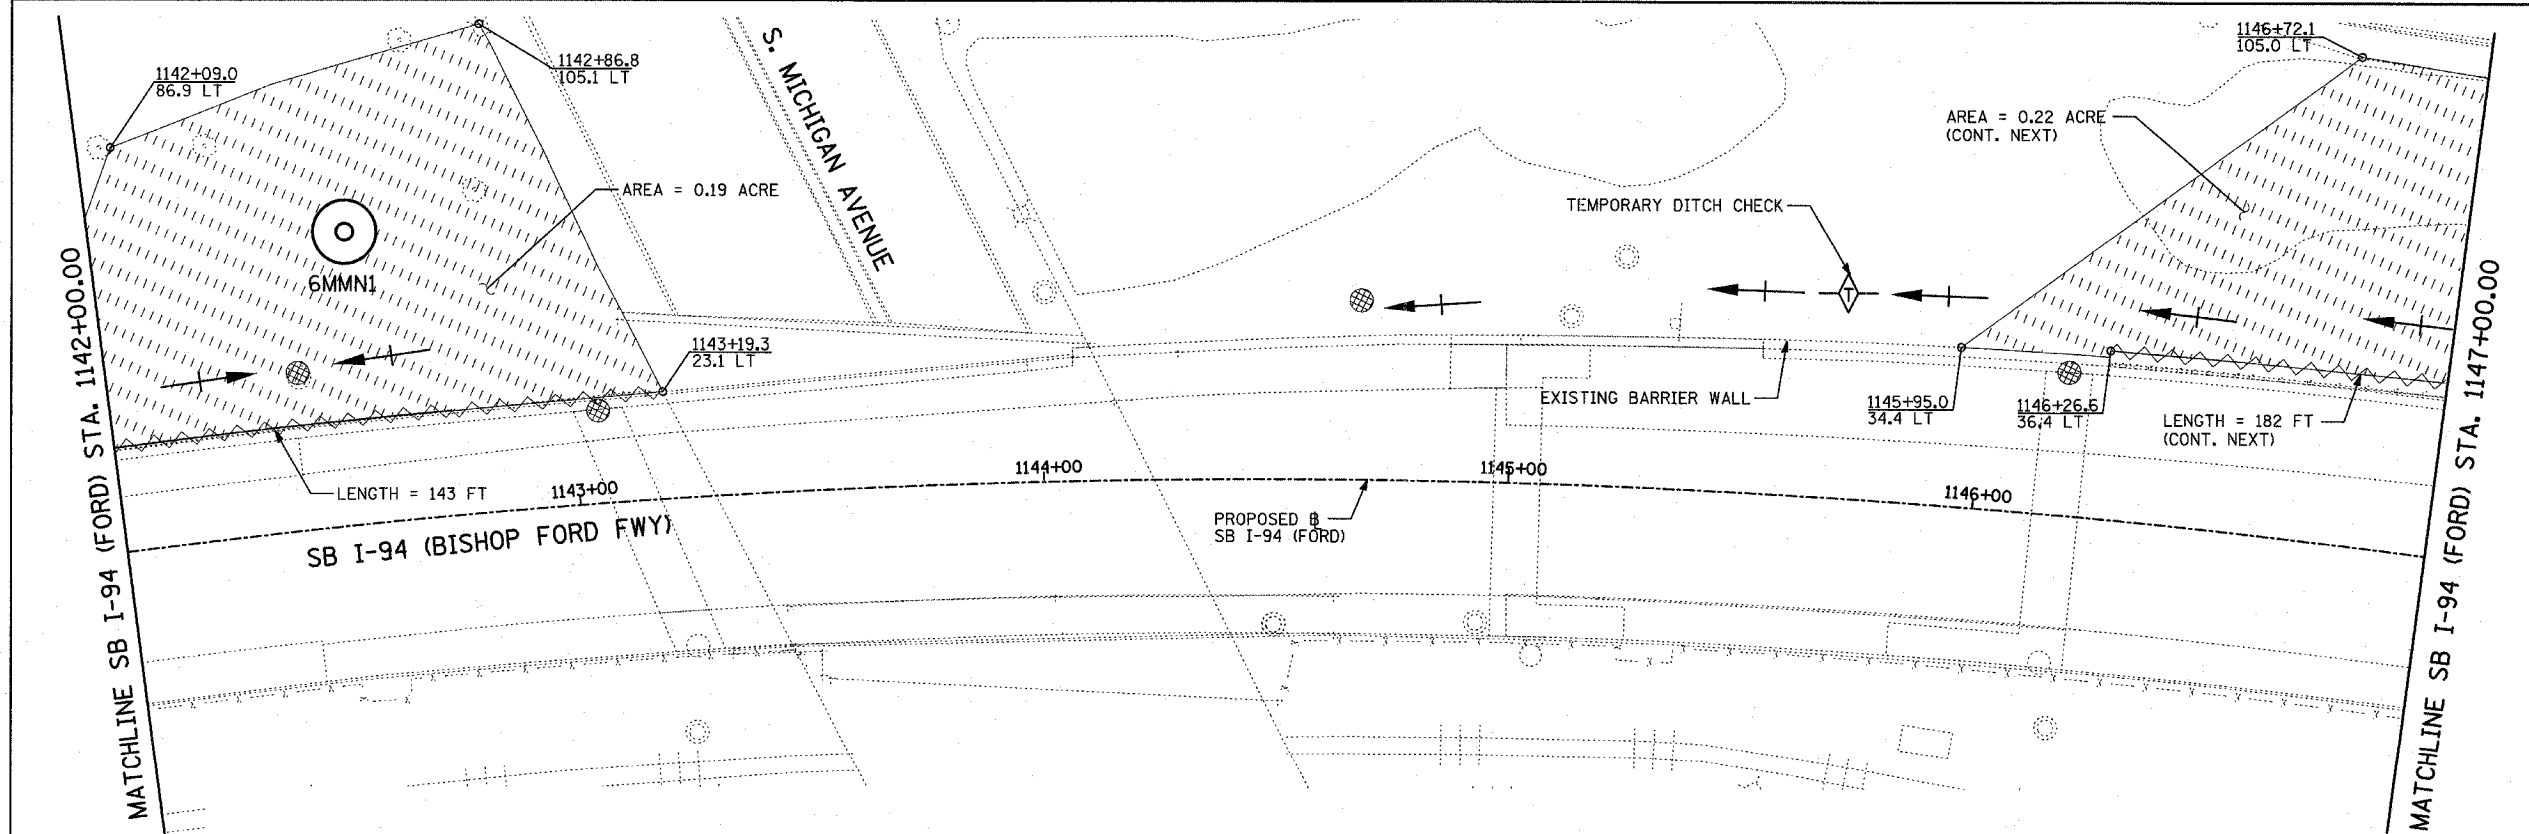 1142+09.0
86.9 LT
1142+86.8
105.1 LT
S. MICHIGAN AVENUE
1146+72.1
105.0 LT
AREA = 0.22 ACRE
(CONT. NEXT)
AREA = 0.19 ACRE
TEMPORARY DITCH CHECK
T
6MMN1
1143+19.3
23.1 LT
EXISTING BARRIER WALL
1145+95.0
34.4 LT
1146+26.6
36.4 LT
LENGTH = 182 FT
(CONT. NEXT)
LENGTH = 143 FT
1143+00
1144+00
1145+00
1146+00
PROPOSED ℄
SB I-94 (FORD)
SB I-94 (BISHOP FORD FWY)
MATCHLINE SB I-94 (FORD) STA. 1142+00.00
MATCHLINE SB I-94 (FORD) STA. 1147+00.00